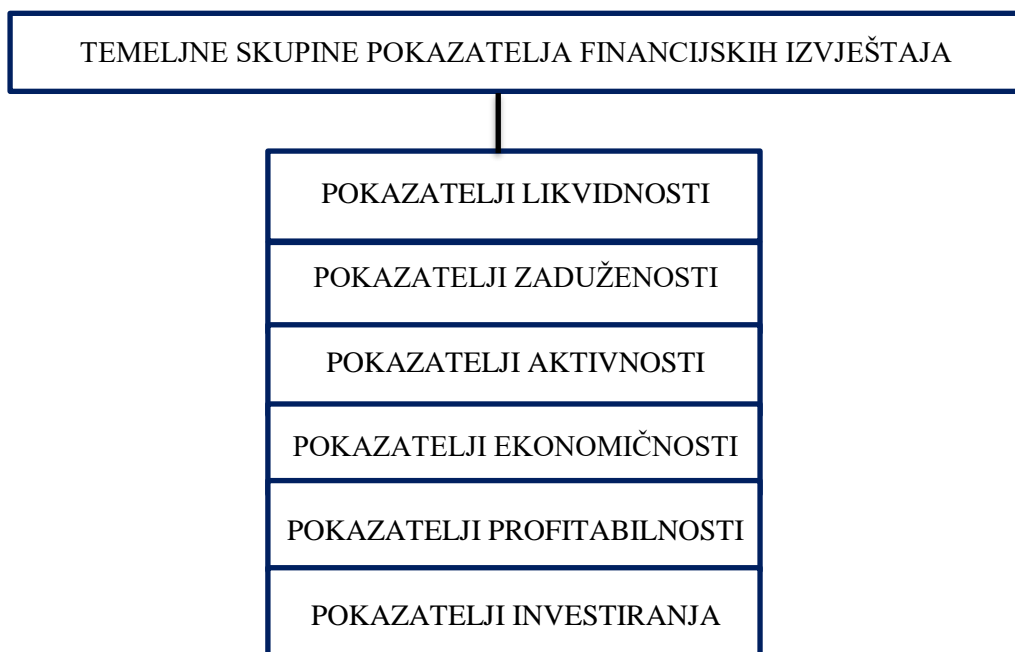 TEMELJNE SKUPINE POKAZATELJA FINANCIJSKIH IZVJEŠTAJA
POKAZATELJI LIKVIDNOSTI
POKAZATELJI ZADUŽENOSTI
POKAZATELJI AKTIVNOSTI
POKAZATELJI EKONOMIČNOSTI
POKAZATELJI PROFITABILNOSTI
POKAZATELJI INVESTIRANJA